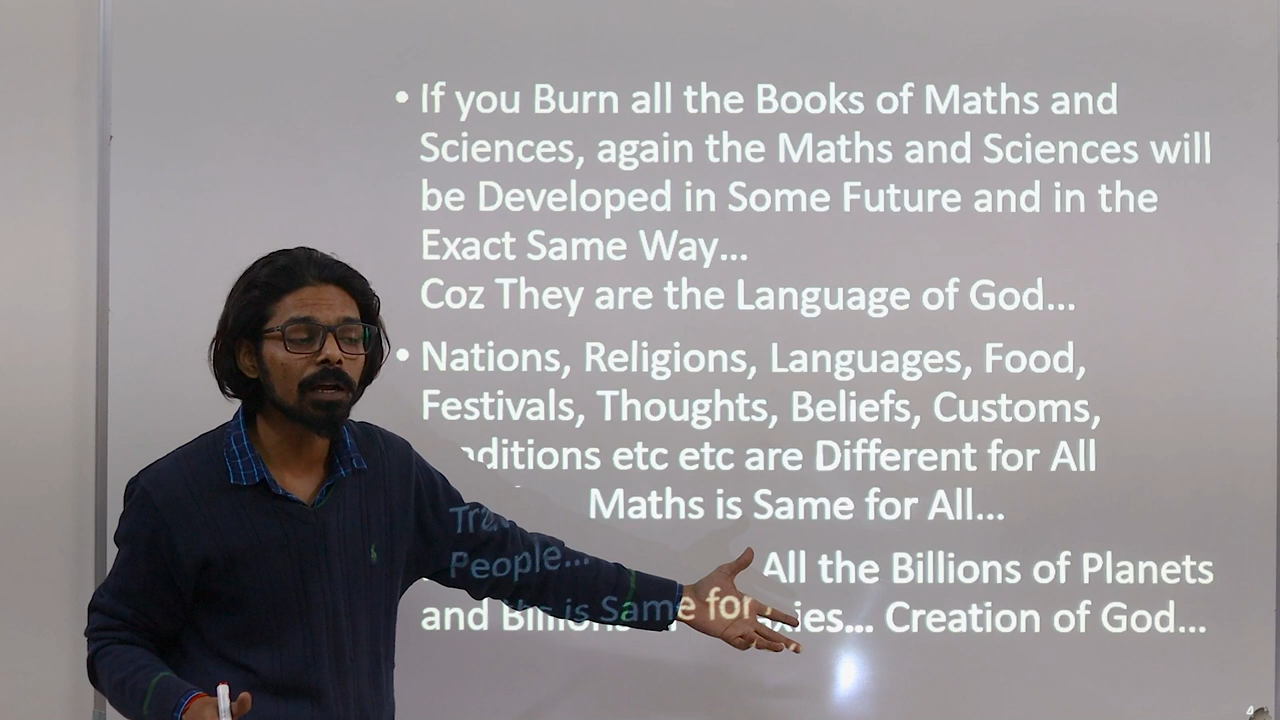 • If you Burn all the Books of Maths and
Sciences, again the Maths and Sciences will
be Developed in Some Future and in the
Exact Same Way...
Coz They are the Language of God...
• Nations, Religions, Languages, Food,
Festivals, Thoughts, Beliefs, Customs,
etc etc are Different for All
People... Maths is Same for All...
is Same for All the Billions of Planets
and Creation of God...